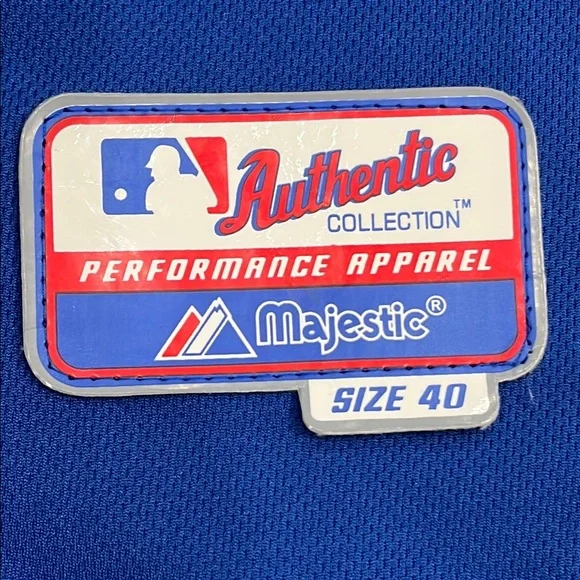 Authentic
COLLECTION™
PERFORMANCE APPAREL
Majestic®
SIZE 40